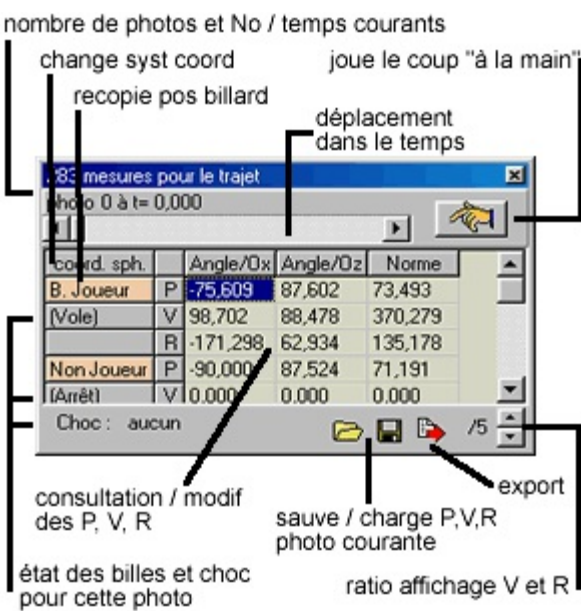 nombre de photos et No / temps courants
change syst coord
joue le coup "à la main"
recopie pos billard
déplacement
dans le temps
283 mesures pour le trajet
photo 0 à t= 0,000
coord. sph. Angle/Ox Angle/Oz Norme
B. Joueur P -75,609 87,602 73,493
(Vole) V 98,702 88,478 370,279
R -171,298 62,934 135,178
Non Joueur P -90,000 87,524 71,191
(Arrêt) V 0,000 0,000 0,000
Choc : aucun /5
consultation / modif
des P, V, R
export
sauve / charge P,V,R
photo courante
état des billes et choc
pour cette photo
ratio affichage V et R